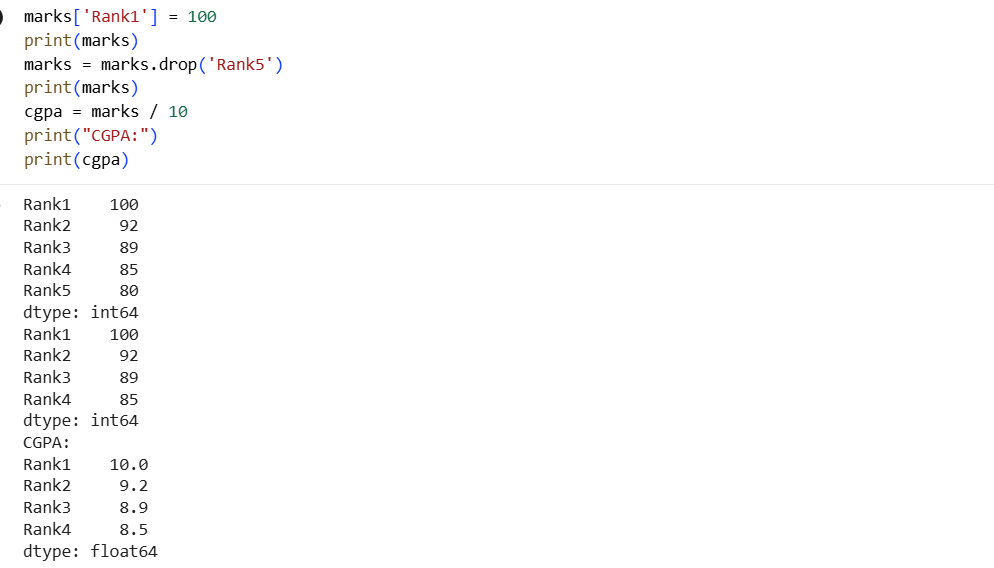 marks['Rank1'] = 100
print(marks)
marks = marks.drop('Rank5')
print(marks)
cgpa = marks / 10
print("CGPA:")
print(cgpa)
Rank1    100
Rank2     92
Rank3     89
Rank4     85
Rank5     80
dtype: int64
Rank1    100
Rank2     92
Rank3     89
Rank4     85
dtype: int64
CGPA:
Rank1    10.0
Rank2     9.2
Rank3     8.9
Rank4     8.5
dtype: float64